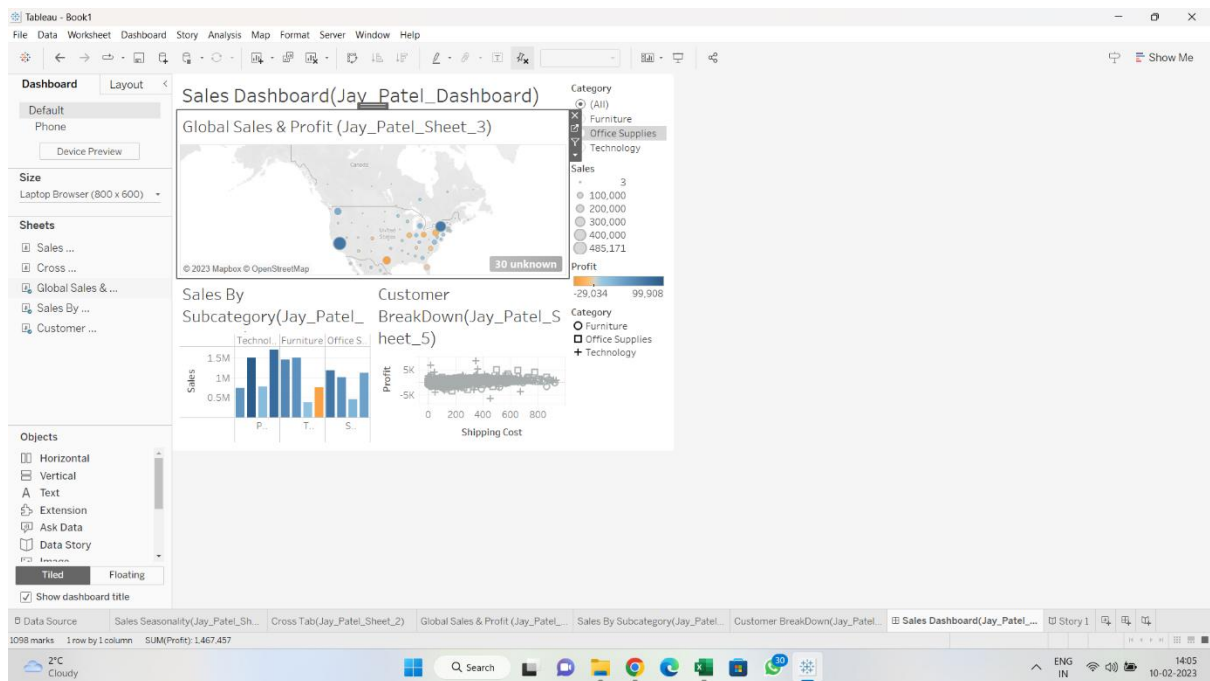 Tableau - Book1
File Data Worksheet Dashboard Story Analysis Map Format Server Window Help
Show Me
Dashboard Layout
Default
Phone
Device Preview
Size
Laptop Browser (800 x 600)
Sheets
Sales ...
Cross ...
Global Sales & ...
Sales By ...
Customer ...
Objects
Horizontal
Vertical
Text
Extension
Ask Data
Data Story
Image
Tiled Floating
Show dashboard title
Sales Dashboard(Jay_Patel_Dashboard)
Global Sales & Profit (Jay_Patel_Sheet_3)
Canada
United
States
© 2023 Mapbox © OpenStreetMap
30 unknown
Sales By
Subcategory(Jay_Patel_
Technol.. Furniture Office S..
1.5M
1M
0.5M
Sales
P.. T.. S..
Customer
BreakDown(Jay_Patel_S
heet_5)
5K
-5K
Profit
0 200 400 600 800
Shipping Cost
Category
(All)
Furniture
Office Supplies
Technology
Sales
3
100,000
200,000
300,000
400,000
485,171
Profit
-29,034 99,908
Category
Furniture
Office Supplies
Technology
Data Source Sales Seasonality(Jay_Patel_Sh... Cross Tab(Jay_Patel_Sheet_2) Global Sales & Profit (Jay_Patel_... Sales By Subcategory(Jay_Patel... Customer BreakDown(Jay_Patel... Sales Dashboard(Jay_Patel_... Story 1
1098 marks 1 row by 1 column SUM(Profit): 1,467,457
2°C
Cloudy
Search
30
ENG
IN
14:05
10-02-2023